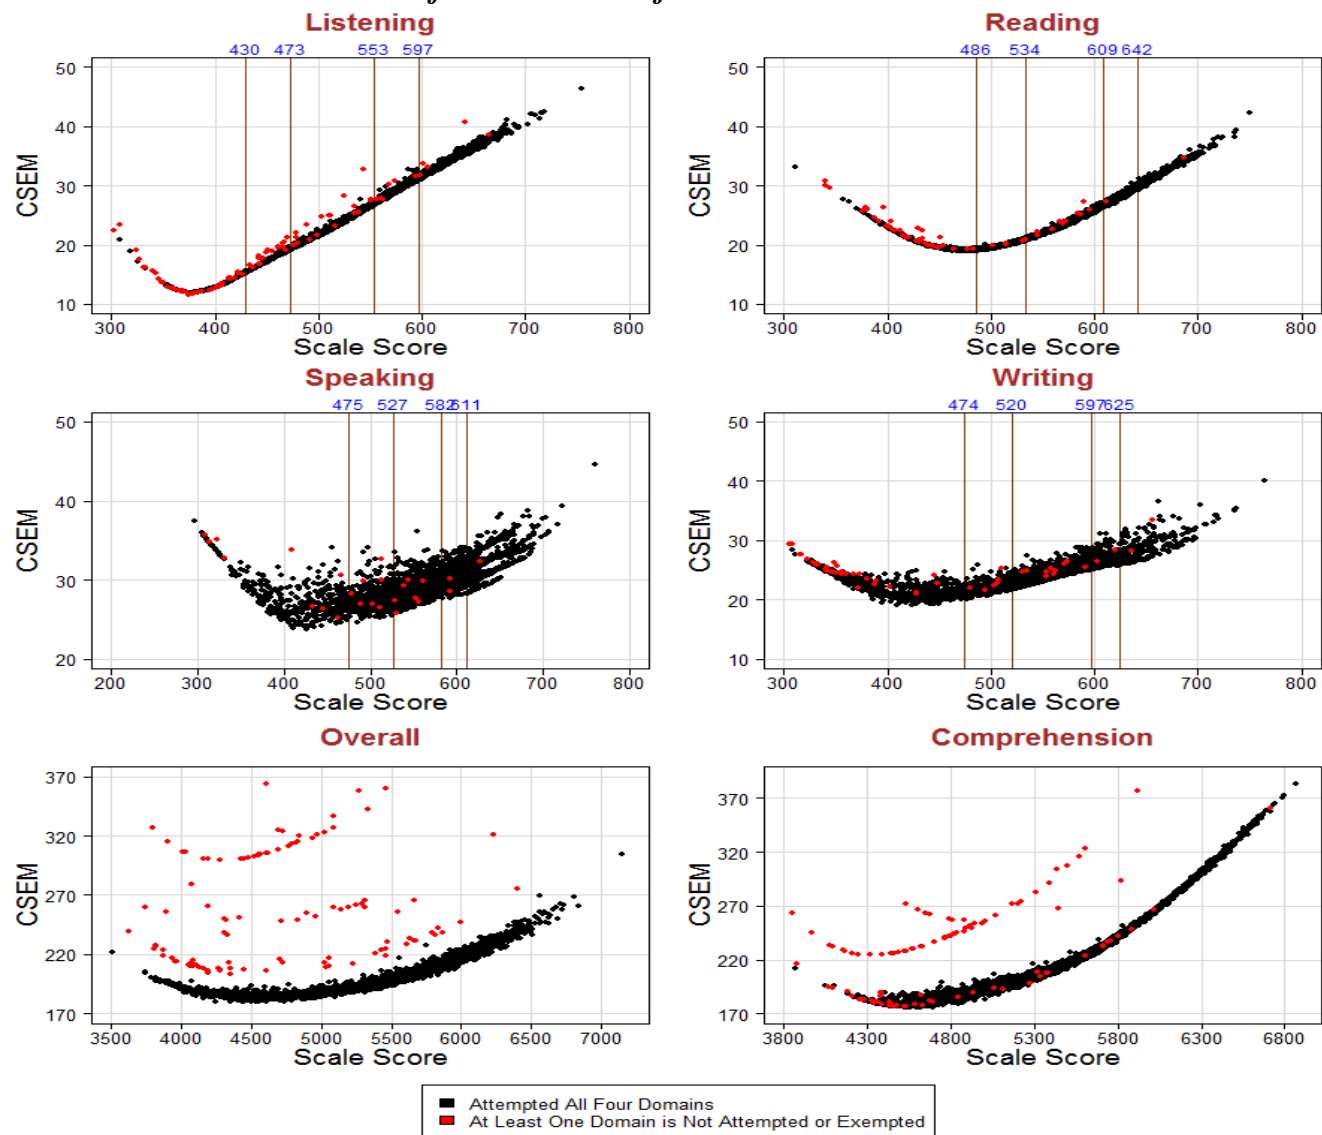 Listening
430 473 553 597
50
40
30
20
10
CSEM
300 400 500 600 700 800
Scale Score
Reading
486 534 609 642
50
40
30
20
10
CSEM
300 400 500 600 700 800
Scale Score
Speaking
475 527 582 611
50
40
30
20
CSEM
200 300 400 500 600 700 800
Scale Score
Writing
474 520 597 625
50
40
30
20
10
CSEM
300 400 500 600 700 800
Scale Score
Overall
370
320
270
220
170
CSEM
3500 4000 4500 5000 5500 6000 6500 7000
Scale Score
Comprehension
370
320
270
220
170
CSEM
3800 4300 4800 5300 5800 6300 6800
Scale Score
Attempted All Four Domains
At Least One Domain is Not Attempted or Exempted